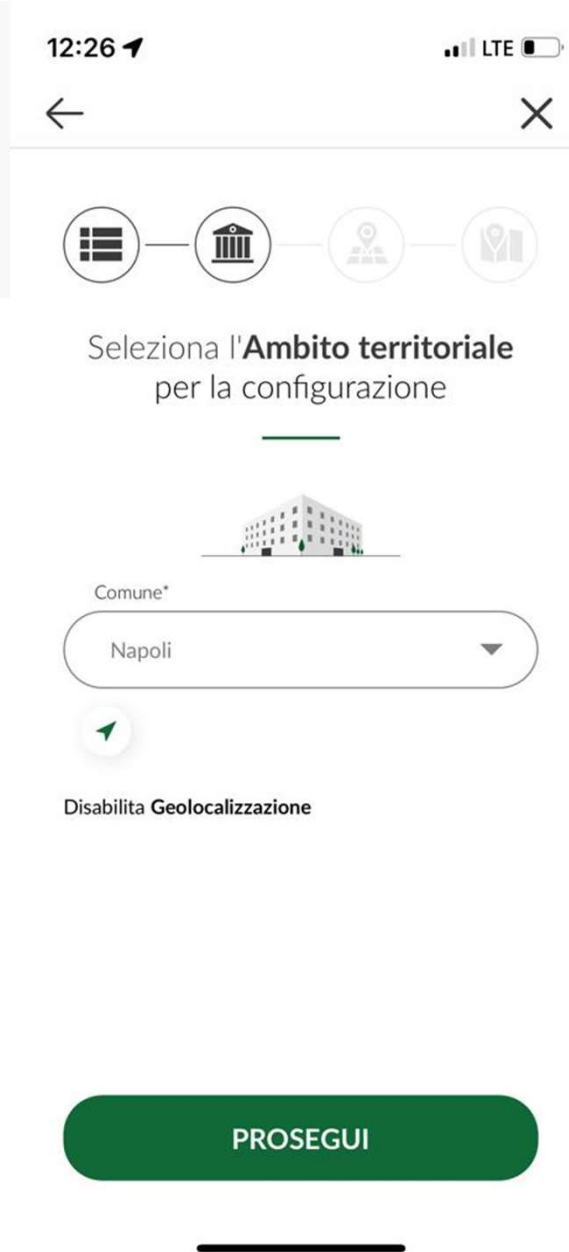 12:26
LTE
Seleziona l'Ambito territoriale
per la configurazione
Comune*
Napoli
Disabilita Geolocalizzazione
PROSEGUI